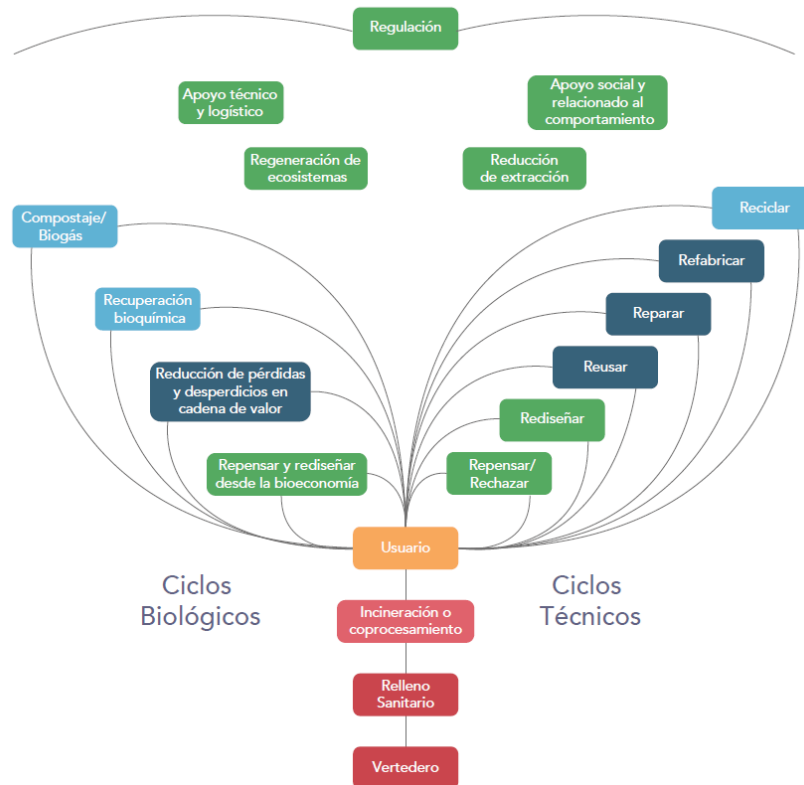 Regulación
Apoyo técnico
y logístico
Apoyo social y
relacionado al
comportamiento
Regeneración de
ecosistemas
Reducción
de extracción
Compostaje/
Biogás
Reciclar
Refabricar
Recuperación
bioquímica
Reparar
Reducción de pérdidas
y desperdicios en
cadena de valor
Reusar
Rediseñar
Repensar y rediseñar
desde la bioeconomía
Repensar/
Rechazar
Usuario
Ciclos
Biológicos
Ciclos
Técnicos
Incineración o
coprocesamiento
Relleno
Sanitario
Vertedero